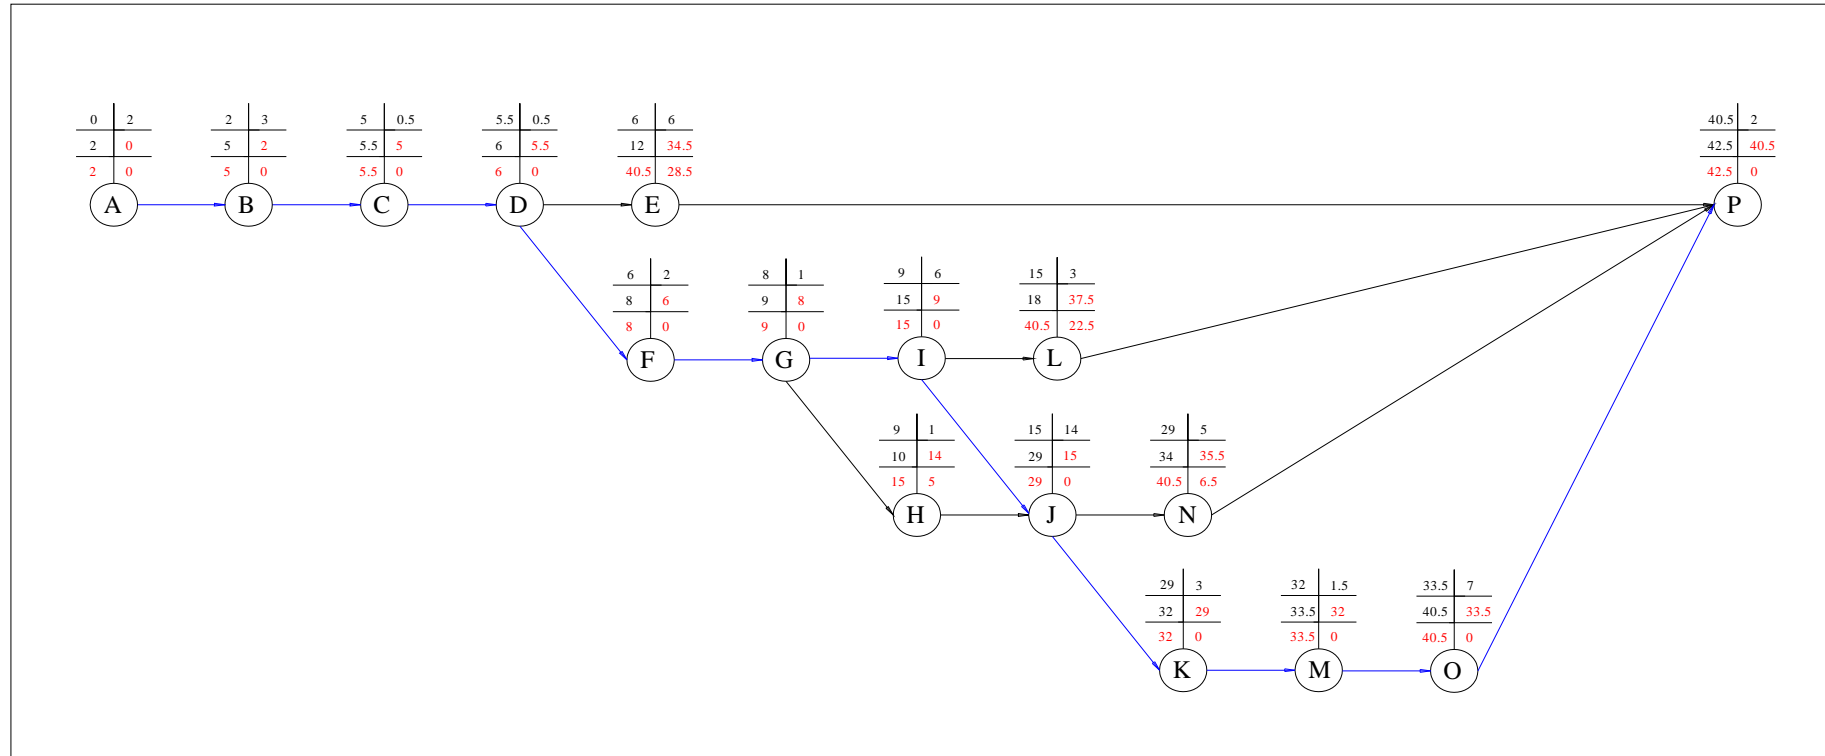 0 2 2 3 5 0.5 5.5 0.5 6 6 40.5 2
2 0 5 2 5.5 5 6 5.5 12 34.5 42.5 40.5
2 0 5 0 5.5 0 6 0 40.5 28.5 42.5 0
A B C D E P
6 2 8 1 9 6 15 3
8 6 9 8 15 9 18 37.5
8 0 9 0 15 0 40.5 22.5
F G I L
9 1 15 14 29 5
10 14 29 15 34 35.5
15 5 29 0 40.5 6.5
H J N
29 3 32 1.5 33.5 7
32 29 33.5 32 40.5 33.5
32 0 33.5 0 40.5 0
K M O